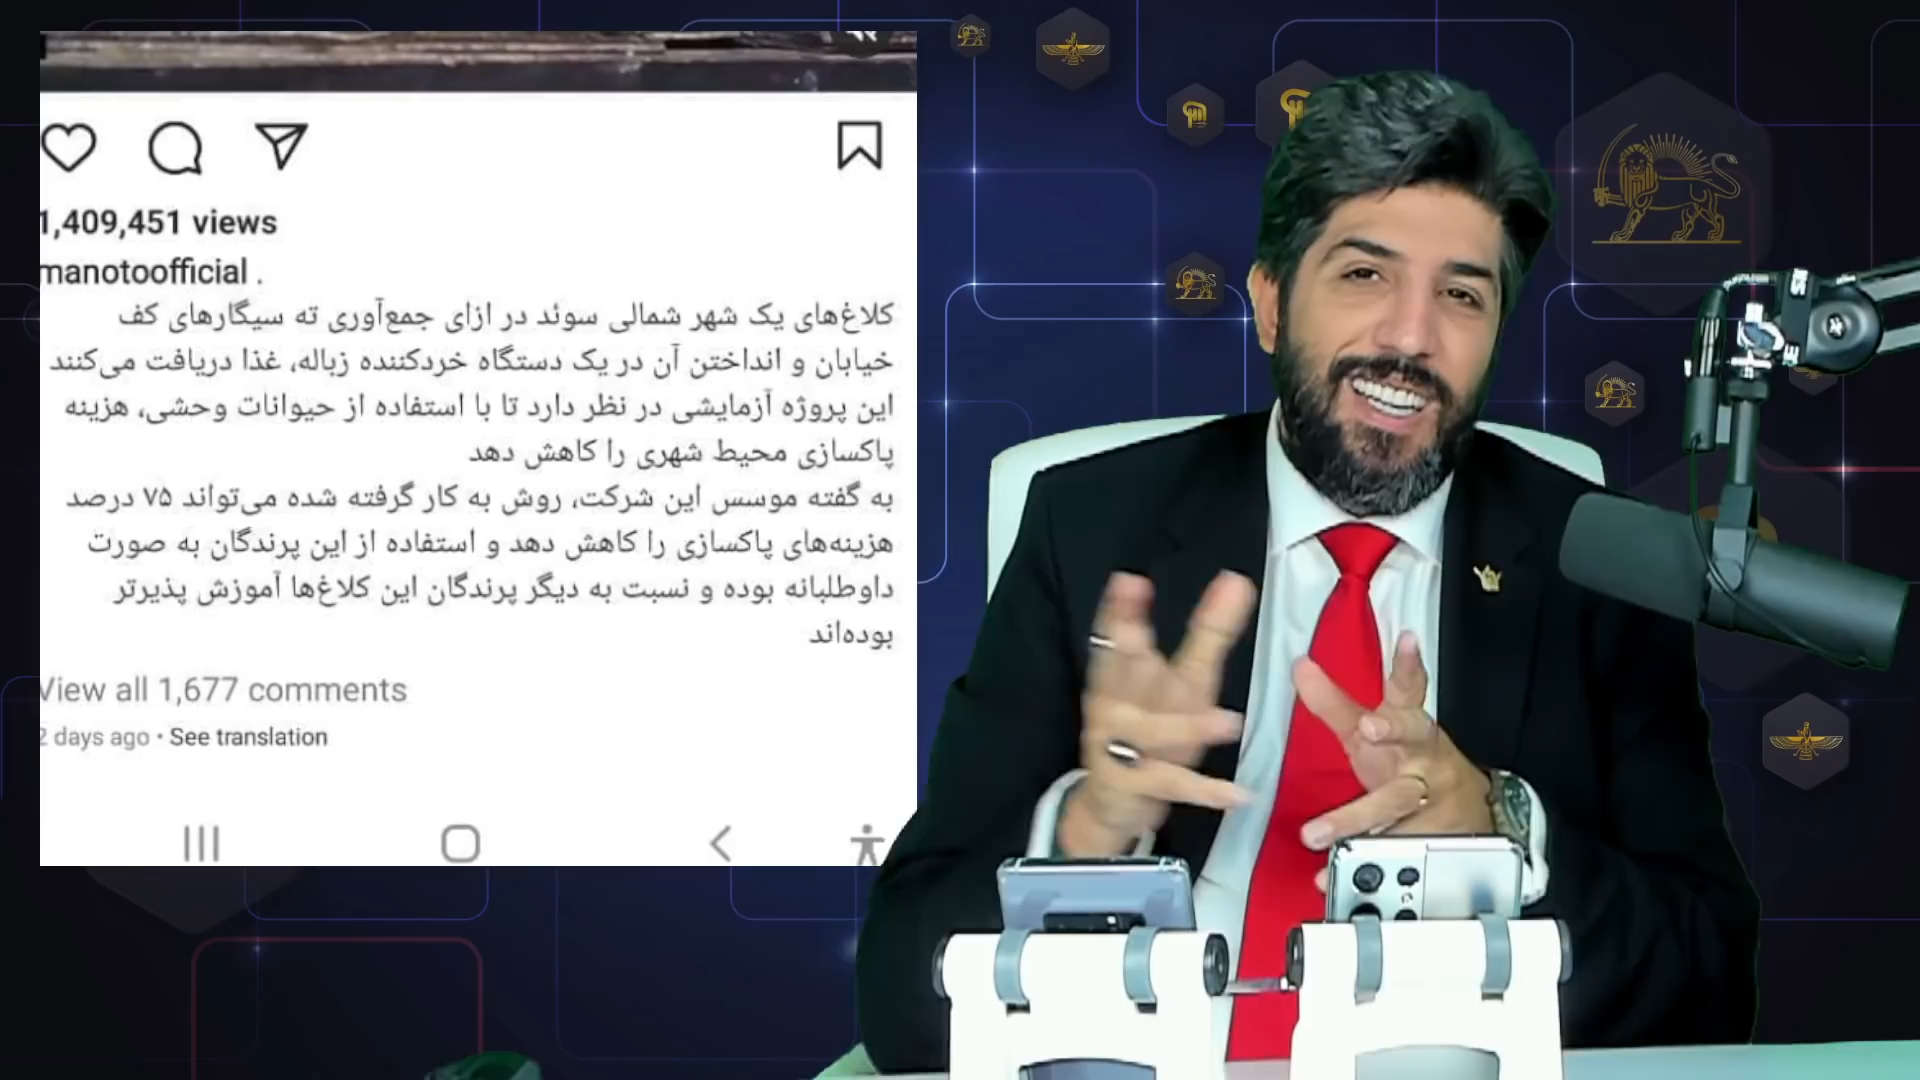 1,409,451 views
manotoofficial .
کلاغ‌های یک شهر شمالی سوئد در ازای جمع‌آوری ته سیگارهای کف
خیابان و انداختن آن در یک دستگاه خردکننده زباله، غذا دریافت می‌کنند
این پروژه آزمایشی در نظر دارد تا با استفاده از حیوانات وحشی، هزینه
پاکسازی محیط شهری را کاهش دهد
به گفته موسس این شرکت، روش به کار گرفته شده می‌تواند ۷۵ درصد
هزینه‌های پاکسازی را کاهش دهد و استفاده از این پرندگان به صورت
داوطلبانه بوده و نسبت به دیگر پرندگان این کلاغ‌ها آموزش پذیرتر
بوده‌اند
View all 1,677 comments
2 days ago • See translation